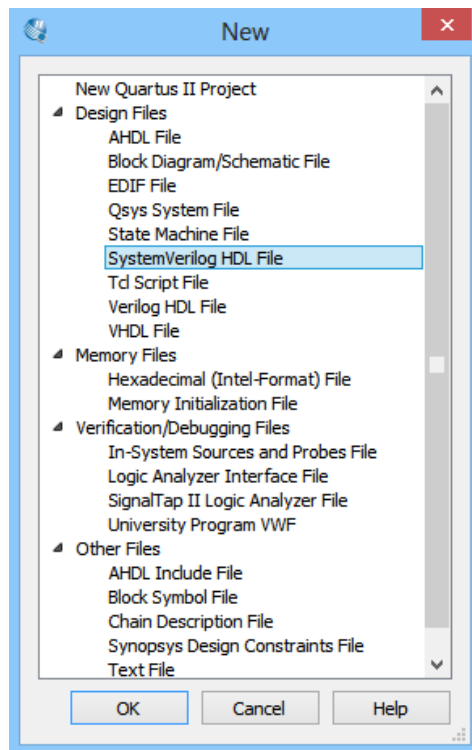 New
New Quartus II Project
Design Files
AHDL File
Block Diagram/Schematic File
EDIF File
Qsys System File
State Machine File
SystemVerilog HDL File
Tcl Script File
Verilog HDL File
VHDL File
Memory Files
Hexadecimal (Intel-Format) File
Memory Initialization File
Verification/Debugging Files
In-System Sources and Probes File
Logic Analyzer Interface File
SignalTap II Logic Analyzer File
University Program VWF
Other Files
AHDL Include File
Block Symbol File
Chain Description File
Synopsys Design Constraints File
Text File
OK Cancel Help